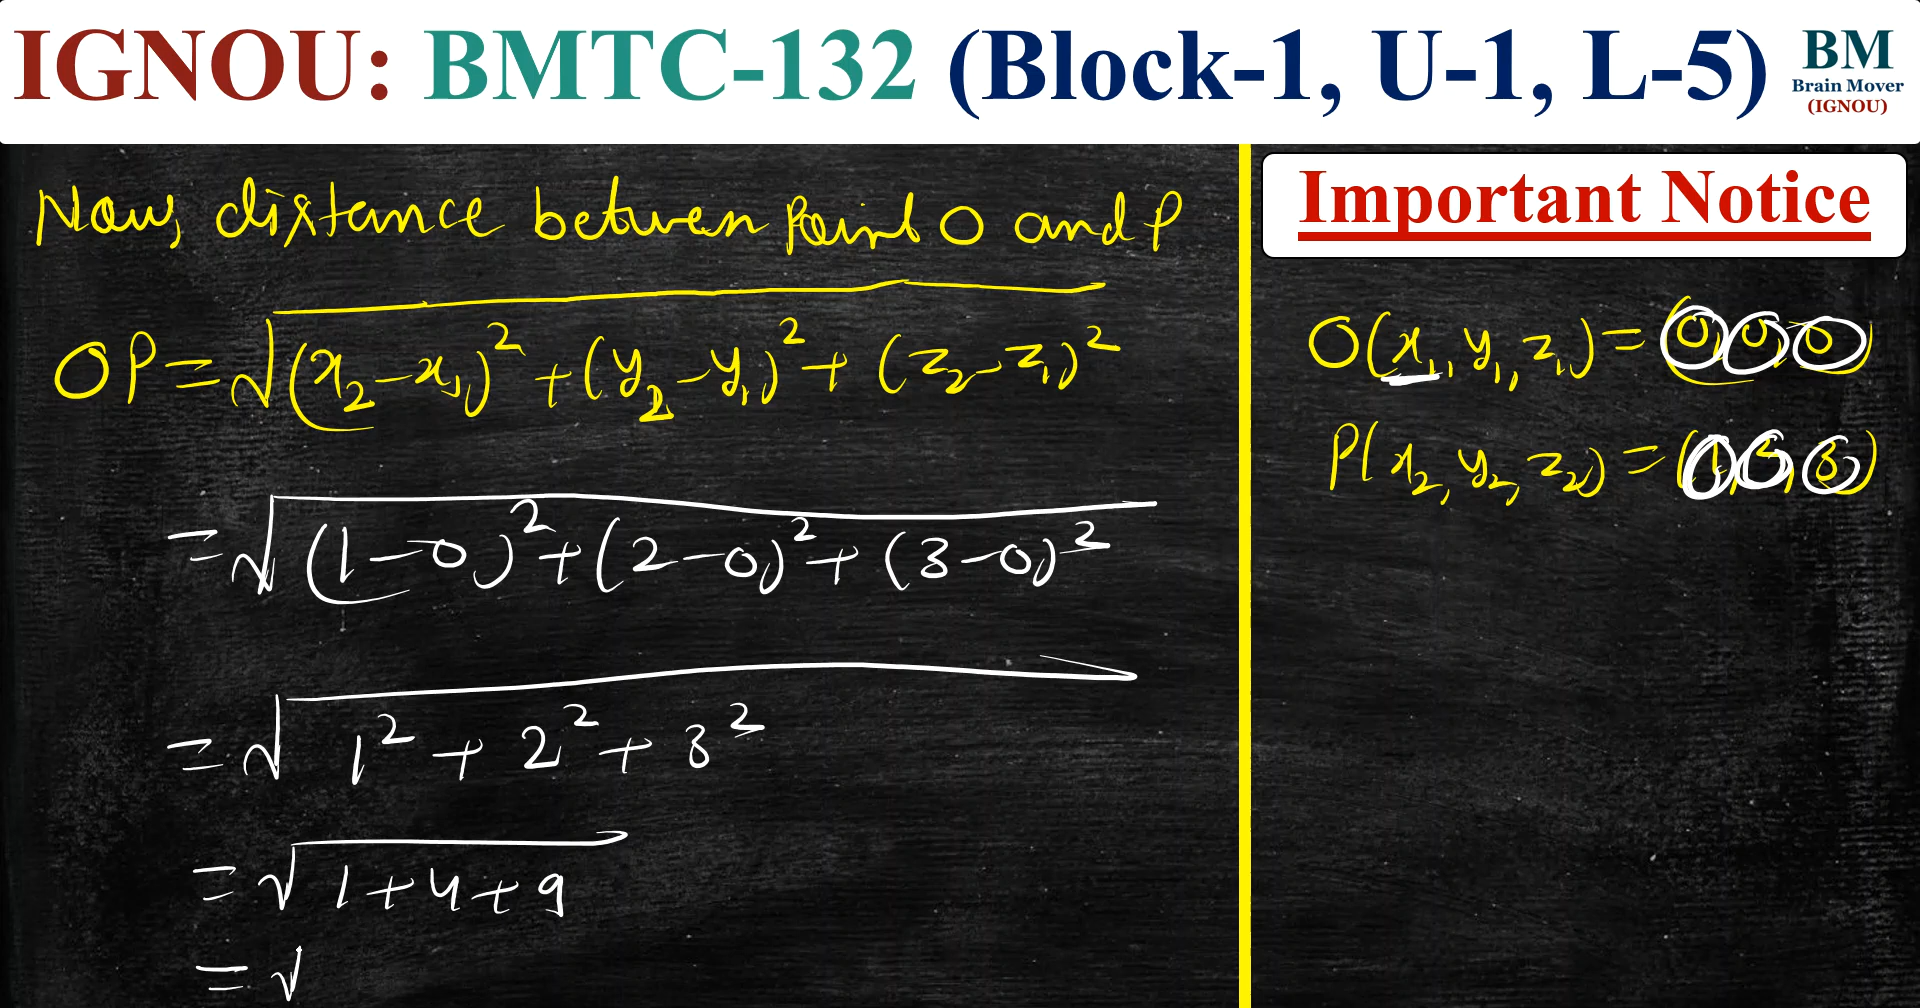 IGNOU: BMTC-132 (Block-1, U-1, L-5)
BM
Brain Mover
(IGNOU)
Now, distance between Point O and P
OP = √(x₂-x₁)² + (y₂-y₁)² + (z₂-z₁)²
= √(1-0)² + (2-0)² + (3-0)²
= √1² + 2² + 3²
= √1+4+9
= √
Important Notice
O(x₁, y₁, z₁) = (0, 0, 0)
P(x₂, y₂, z₂) = (1, 2, 3)